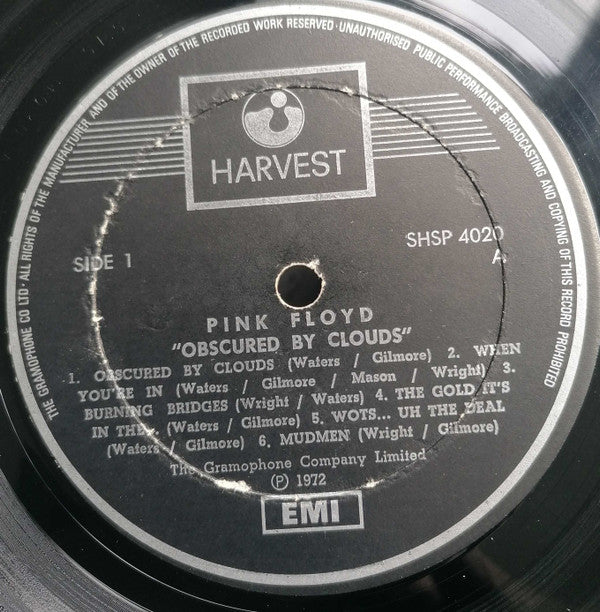 THE GRAMOPHONE CO LTD · ALL RIGHTS OF THE MANUFACTURER AND OF THE OWNER OF THE RECORDED WORK RESERVED · UNAUTHORISED PUBLIC PERFORMANCE BROADCASTING AND COPYING OF THIS RECORD PROHIBITED
HARVEST
SHSP 4020
SIDE 1
A
PINK FLOYD
"OBSCURED BY CLOUDS"
1. OBSCURED BY CLOUDS (Waters / Gilmore) 2. WHEN
YOU'RE IN (Waters / Gilmore / Mason / Wright) 3.
BURNING BRIDGES (Wright / Waters) 4. THE GOLD IT'S
IN THE.. (Waters / Gilmore) 5. WOTS... UH THE DEAL
(Waters / Gilmore) 6. MUDMEN (Wright / Gilmore)
The Gramophone Company Limited
Ⓟ 1972
EMI